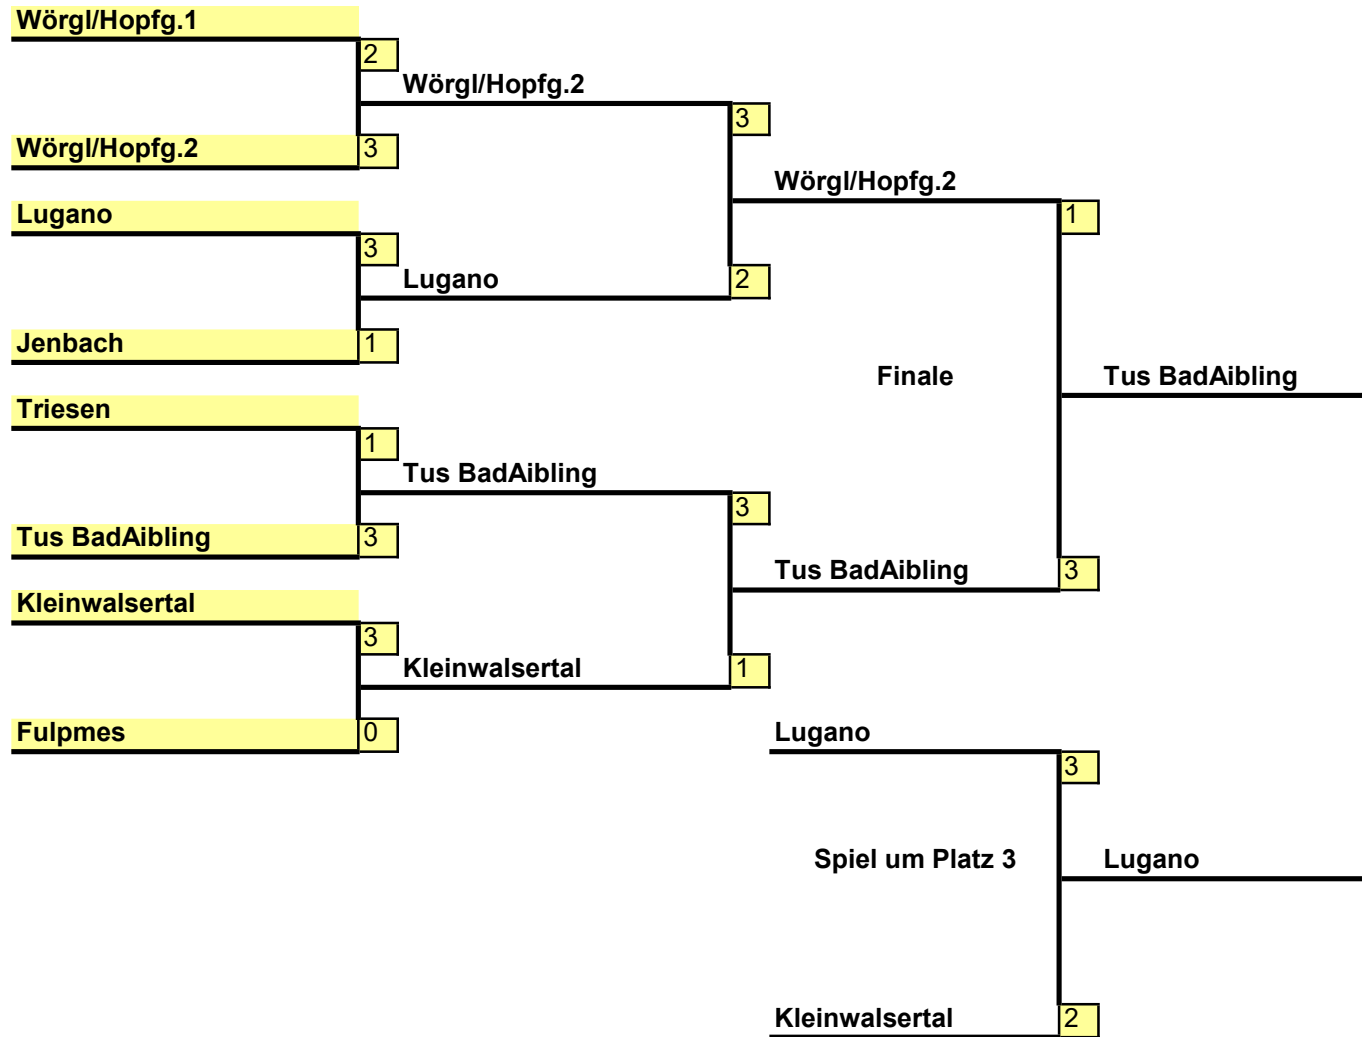 Wörgl/Hopfg.1
2
Wörgl/Hopfg.2
3
Wörgl/Hopfg.2
3
Wörgl/Hopfg.2
1
Lugano
3
Lugano
2
Jenbach
1
Finale
Tus BadAibling
Triesen
1
Tus BadAibling
3
Tus BadAibling
3
Tus BadAibling
3
Kleinwalsertal
3
Kleinwalsertal
1
Fulpmes
0
Lugano
3
Spiel um Platz 3
Lugano
Kleinwalsertal
2